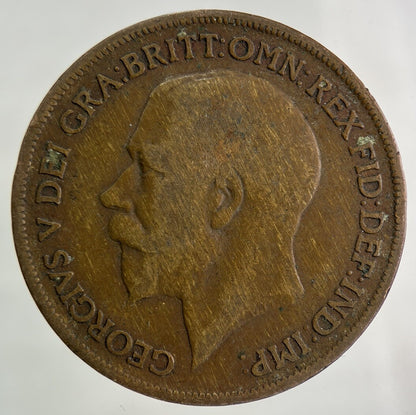 GEORGIVS V DEI GRA:BRITT:OMN:REX FID:DEF:IND:IMP: